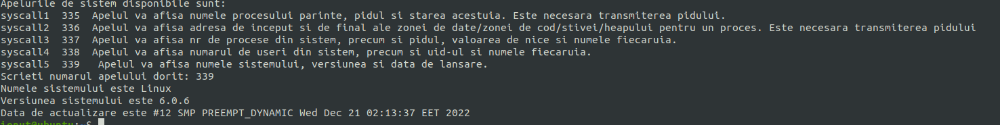 Apelurile de sistem disponibile sunt:
syscall1  335  Apelul va afisa numele procesului parinte, pidul si starea acestuia. Este necesara transmiterea pidului.
syscall2  336  Apelul va afisa adresa de inceput si de final ale zonei de date/zonei de cod/stivei/heapului pentru un proces. Este necesara transmiterea pidului
syscall3  337  Apelul va afisa nr de procese din sistem, precum si pidul, valoarea de nice si numele fiecaruia.
syscall4  338  Apelul va afisa numarul de useri din sistem, precum si uid-ul si numele fiecaruia.
syscall5  339   Apelul va afisa numele sistemului, versiunea si data de lansare.
Scrieti numarul apelului dorit: 339
Numele sistemului este Linux
Versiunea sistemului este 6.0.6
Data de actualizare este #12 SMP PREEMPT_DYNAMIC Wed Dec 21 02:13:37 EET 2022
ionut@ubuntu:~$